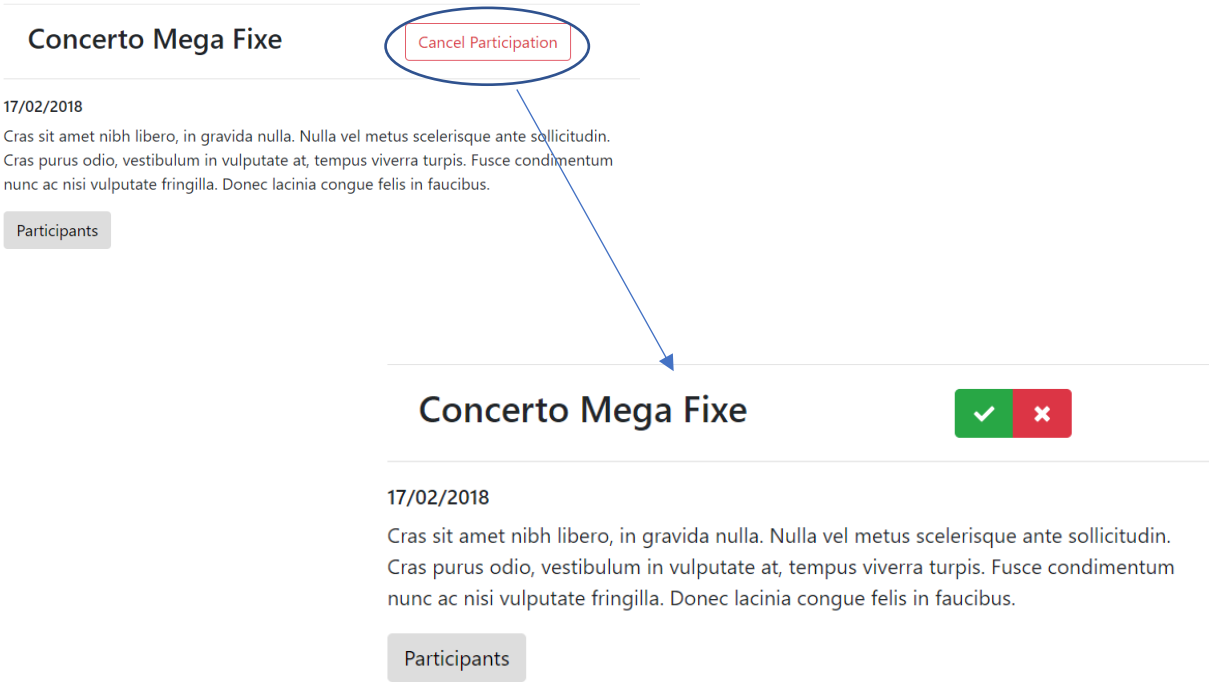 Concerto Mega Fixe
Cancel Participation
17/02/2018
Cras sit amet nibh libero, in gravida nulla. Nulla vel metus scelerisque ante sollicitudin.
Cras purus odio, vestibulum in vulputate at, tempus viverra turpis. Fusce condimentum
nunc ac nisi vulputate fringilla. Donec lacinia congue felis in faucibus.
Participants
Concerto Mega Fixe
17/02/2018
Cras sit amet nibh libero, in gravida nulla. Nulla vel metus scelerisque ante sollicitudin.
Cras purus odio, vestibulum in vulputate at, tempus viverra turpis. Fusce condimentum
nunc ac nisi vulputate fringilla. Donec lacinia congue felis in faucibus.
Participants